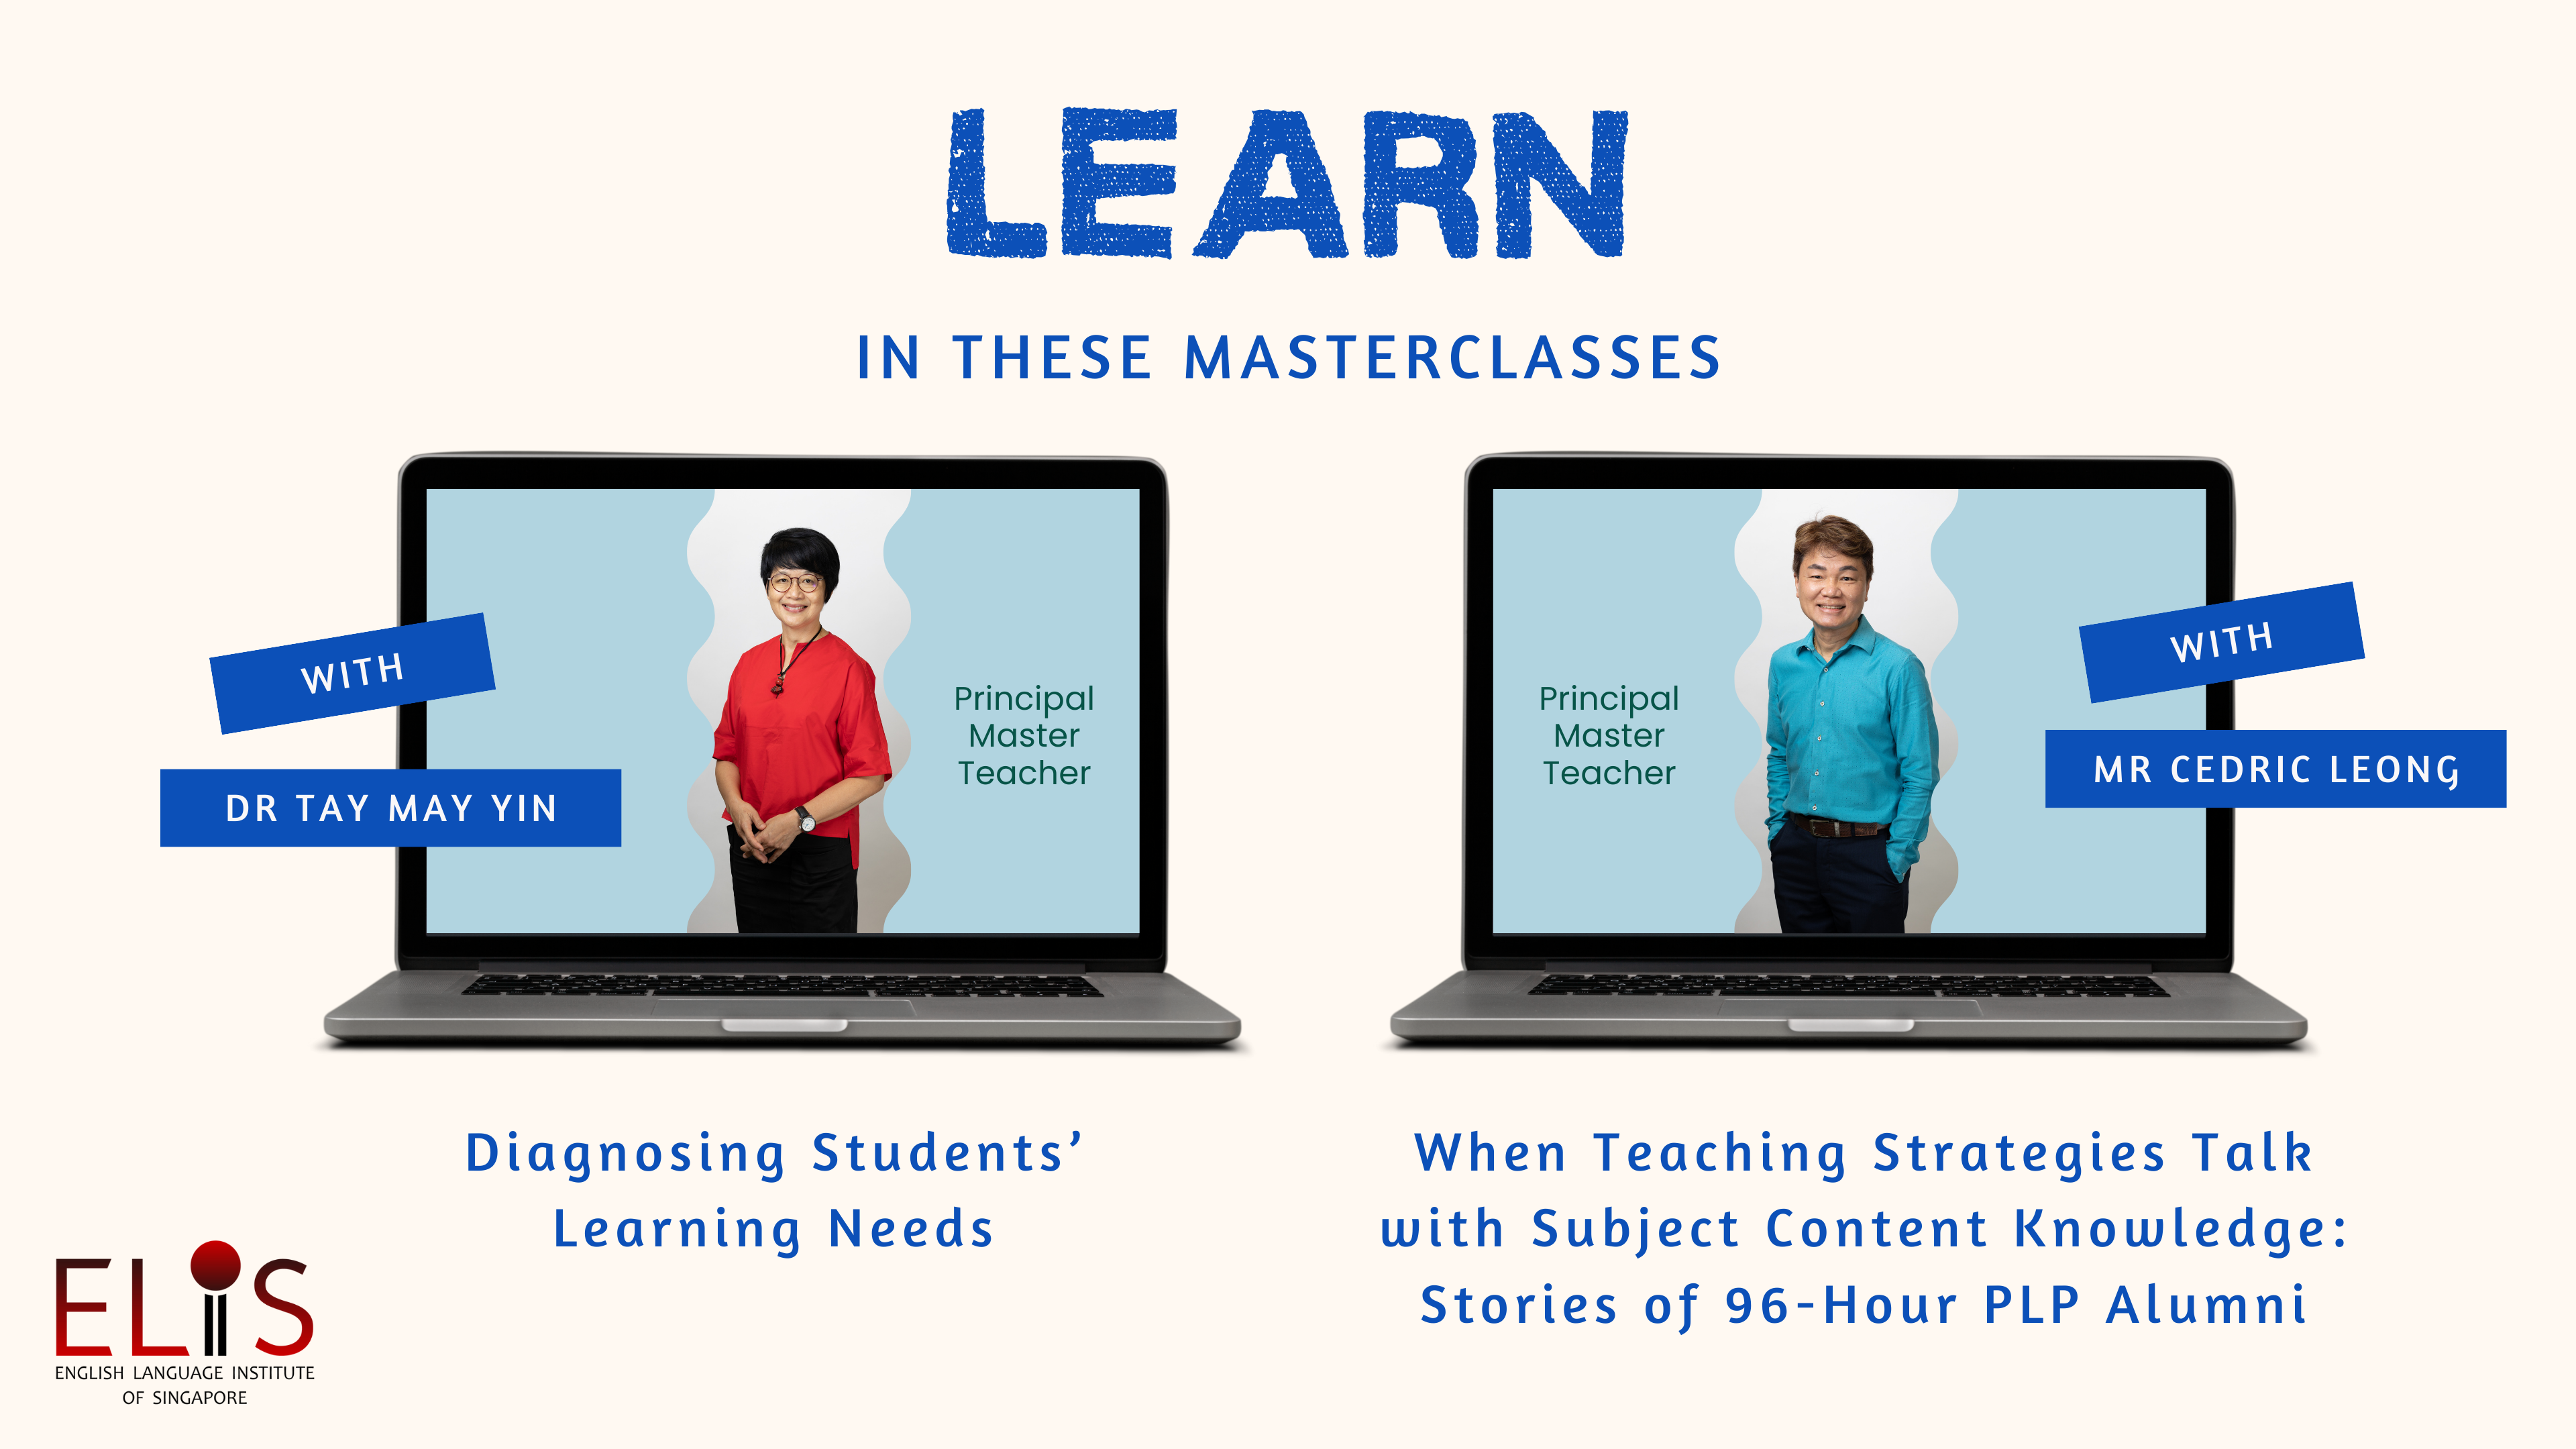 LEARN
IN THESE MASTERCLASSES
WITH
DR TAY MAY YIN
Principal
Master
Teacher
Principal
Master
Teacher
WITH
MR CEDRIC LEONG
Diagnosing Students’
Learning Needs
When Teaching Strategies Talk
with Subject Content Knowledge:
Stories of 96-Hour PLP Alumni
ELiS
ENGLISH LANGUAGE INSTITUTE
OF SINGAPORE